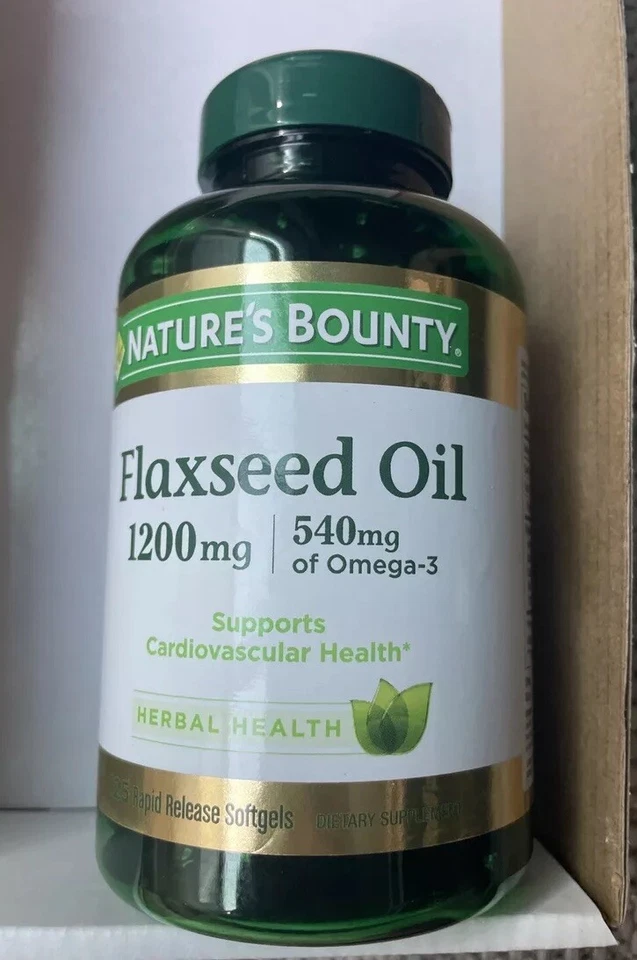 NATURE'S BOUNTY®
Flaxseed Oil
1200mg
540mg
of Omega-3
Supports
Cardiovascular Health*
HERBAL HEALTH
Rapid Release Softgels
DIETARY SUPPLEMENT